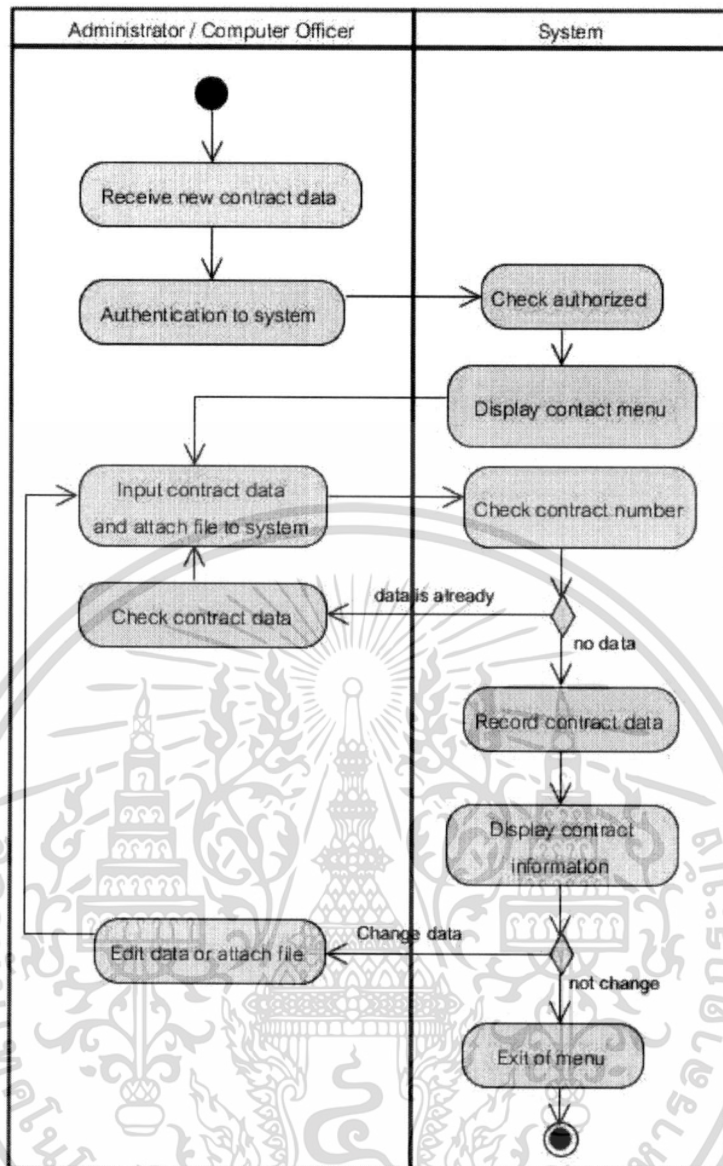 Administrator / Computer Officer
System
Receive new contract data
Authentication to system
Check authorized
Display contact menu
Input contract data
and attach file to system
Check contract number
Check contract data
data is already
no data
Record contract data
Display contract
information
Change data
Edit data or attach file
not change
Exit of menu